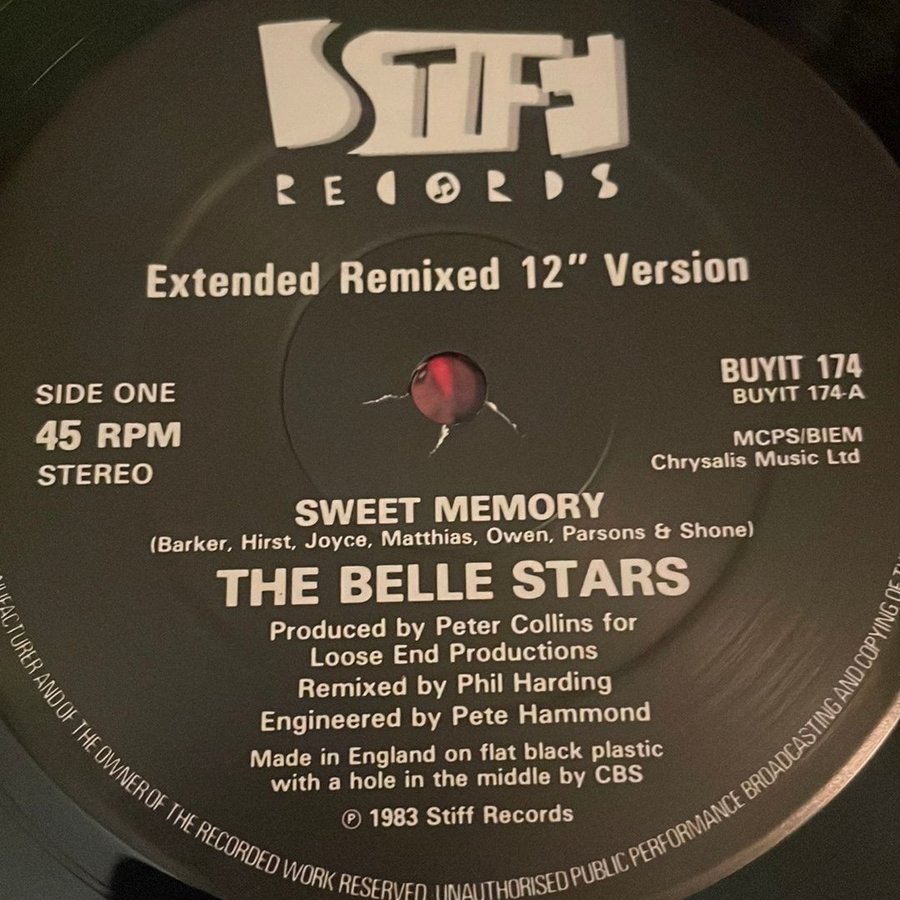 STIFF
RECORDS
Extended Remixed 12" Version
SIDE ONE
45 RPM
STEREO
BUYIT 174
BUYIT 174-A
MCPS/BIEM
Chrysalis Music Ltd
SWEET MEMORY
(Barker, Hirst, Joyce, Matthias, Owen, Parsons & Shone)
THE BELLE STARS
Produced by Peter Collins for
Loose End Productions
Remixed by Phil Harding
Engineered by Pete Hammond
Made in England on flat black plastic
with a hole in the middle by CBS
℗ 1983 Stiff Records
AND OF THE OWNER OF THE RECORDED WORK RESERVED. UNAUTHORISED PUBLIC PERFORMANCE BROADCASTING AND COPYING OF